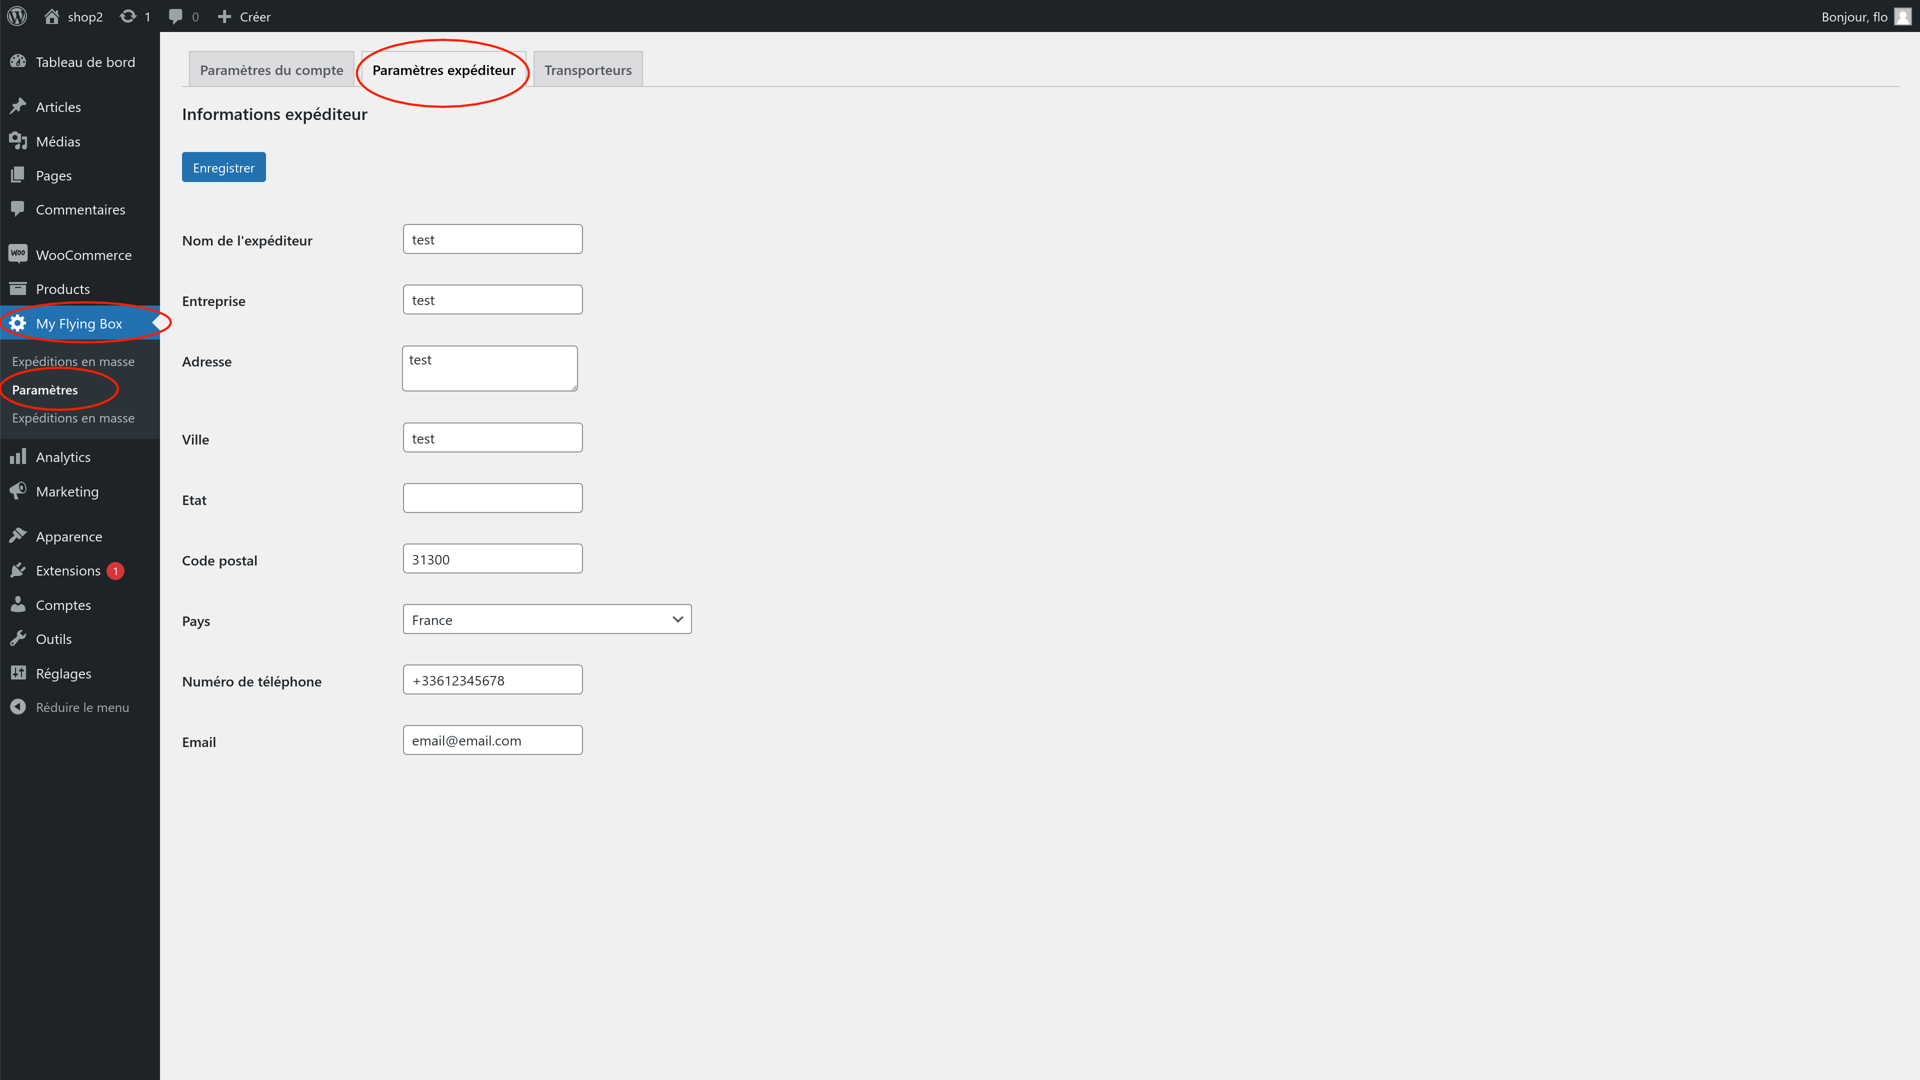 shop2 1 0 Créer Bonjour, flo
Tableau de bord
Articles
Médias
Pages
Commentaires
WOO WooCommerce
Products
My Flying Box
Expéditions en masse
Paramètres
Expéditions en masse
Analytics
Marketing
Apparence
Extensions 1
Comptes
Outils
Réglages
Réduire le menu
Paramètres du compte Paramètres expéditeur Transporteurs
Informations expéditeur
Enregistrer
Nom de l'expéditeur test
Entreprise test
Adresse test
Ville test
Etat
Code postal 31300
Pays France
Numéro de téléphone +33612345678
Email email@email.com